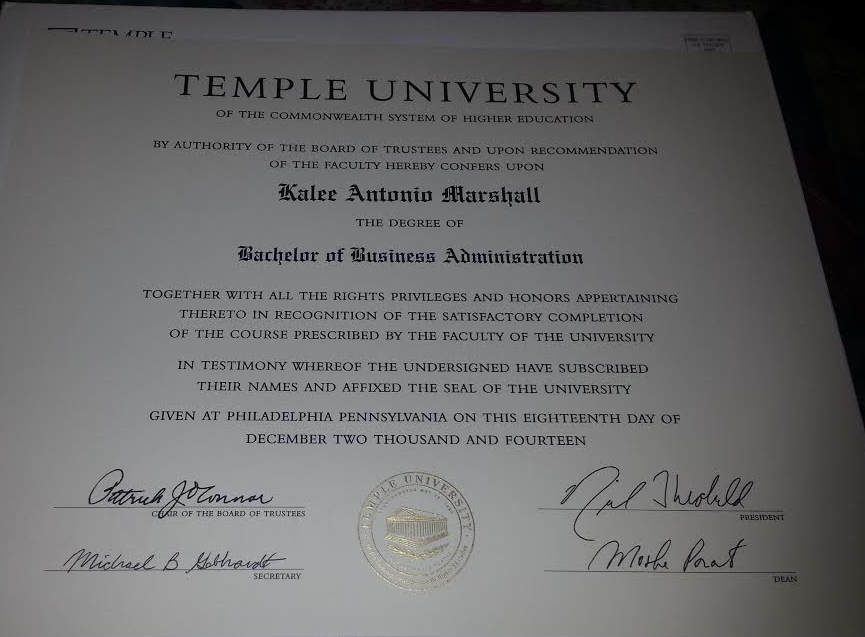 TEMPLE
TEMPLE UNIVERSITY
OF THE COMMONWEALTH SYSTEM OF HIGHER EDUCATION
BY AUTHORITY OF THE BOARD OF TRUSTEES AND UPON RECOMMENDATION
OF THE FACULTY HEREBY CONFERS UPON
Kalee Antonio Marshall
THE DEGREE OF
Bachelor of Business Administration
TOGETHER WITH ALL THE RIGHTS PRIVILEGES AND HONORS APPERTAINING
THERETO IN RECOGNITION OF THE SATISFACTORY COMPLETION
OF THE COURSE PRESCRIBED BY THE FACULTY OF THE UNIVERSITY
IN TESTIMONY WHEREOF THE UNDERSIGNED HAVE SUBSCRIBED
THEIR NAMES AND AFFIXED THE SEAL OF THE UNIVERSITY
GIVEN AT PHILADELPHIA PENNSYLVANIA ON THIS EIGHTEENTH DAY OF
DECEMBER TWO THOUSAND AND FOURTEEN
Patrick J O'Connor
CHAIR OF THE BOARD OF TRUSTEES
Michael B Gebhardt
SECRETARY
TEMPLE UNIVERSITY
Neil Theobald
PRESIDENT
Moshe Porat
DEAN